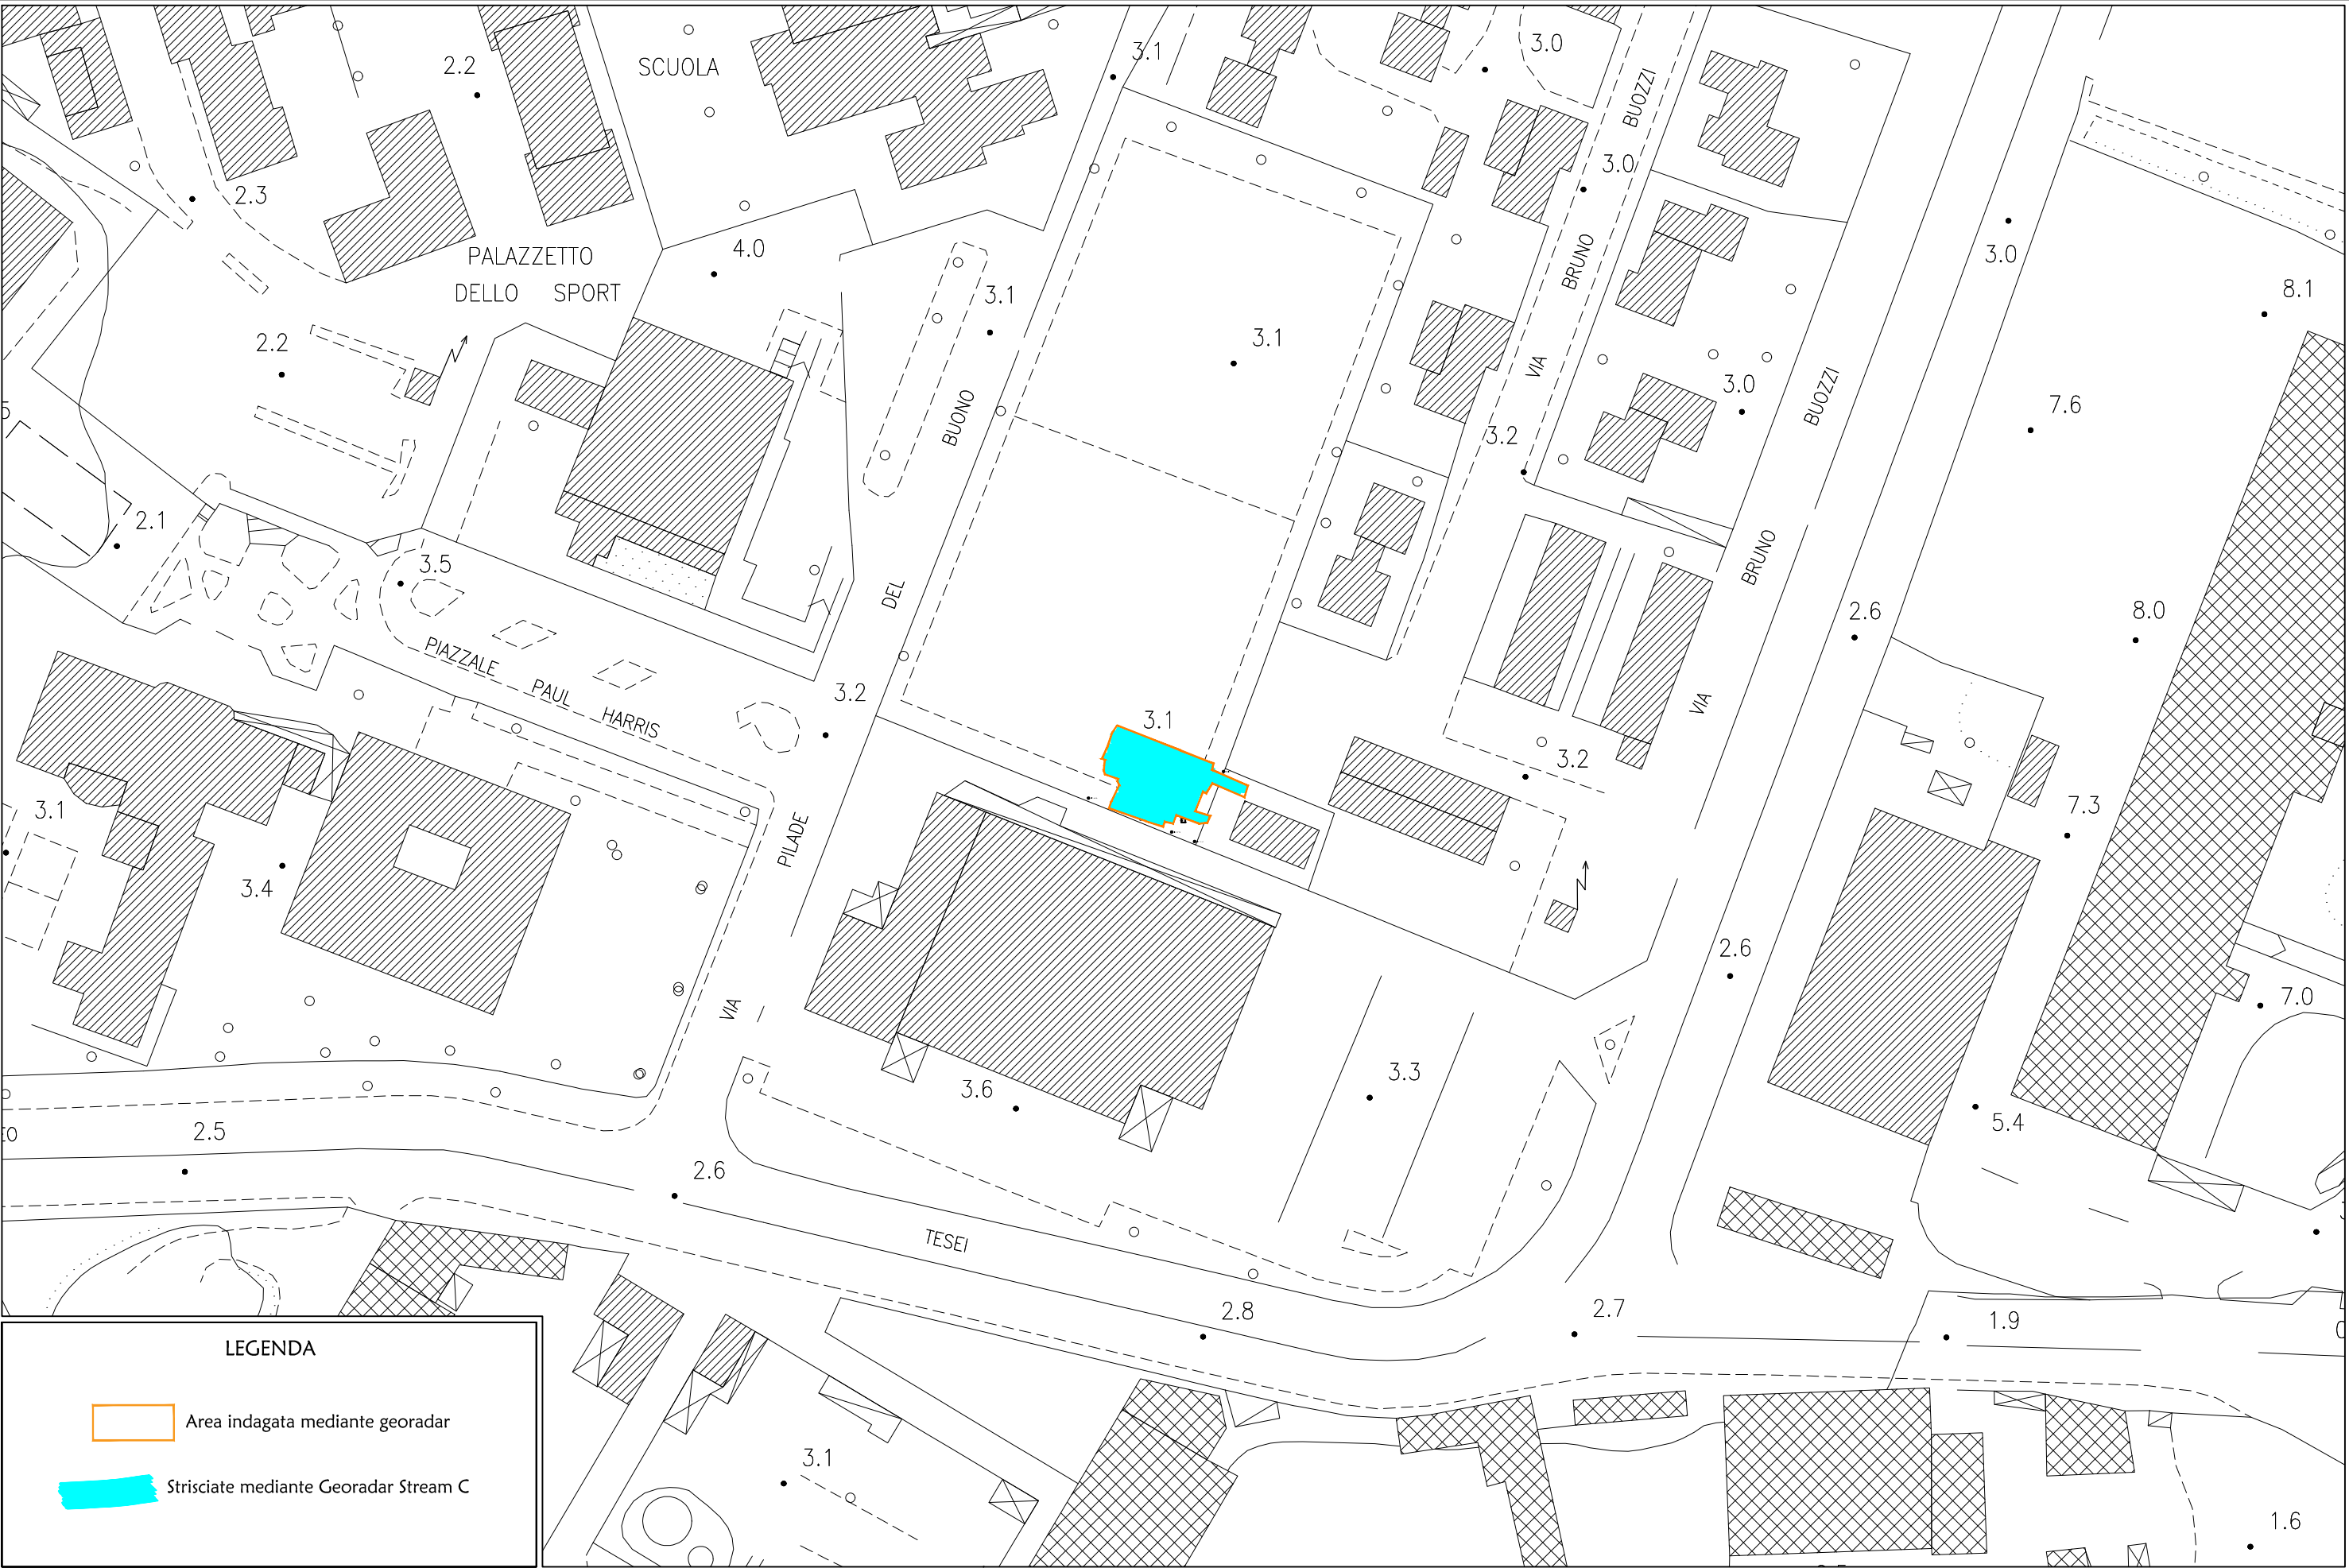 3.1
3.0
2.2
SCUOLA
BUOZZI
3.0
2.3
4.0
PALAZZETTO
DELLO SPORT
BRUNO
3.0
3.1
8.1
3.1
2.2
VIA
3.0
BUOZZI
7.6
BUONO
3.2
2.1
3.5
BRUNO
DEL
2.6
8.0
PIAZZALE PAUL HARRIS
3.2
VIA
3.1
3.2
3.1
7.3
PILADE
3.4
2.6
7.0
VIA
3.6
3.3
5.4
2.5
2.6
TESEI
2.8
2.7
1.9
LEGENDA
Area indagata mediante georadar
Strisciate mediante Georadar Stream C
3.1
1.6